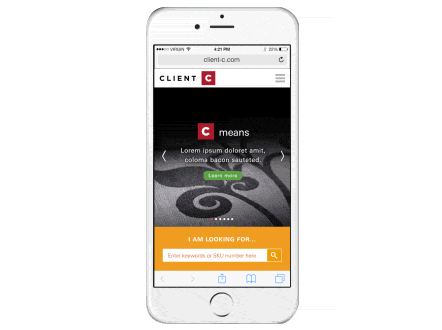 VIRGIN 4:21 PM 22%
client-c.com
CLIENT C
C means
Lorem ipsum doloret amit,
coloma bacon sauteted.
Learn more
I AM LOOKING FOR...
Enter keywords or SKU number here